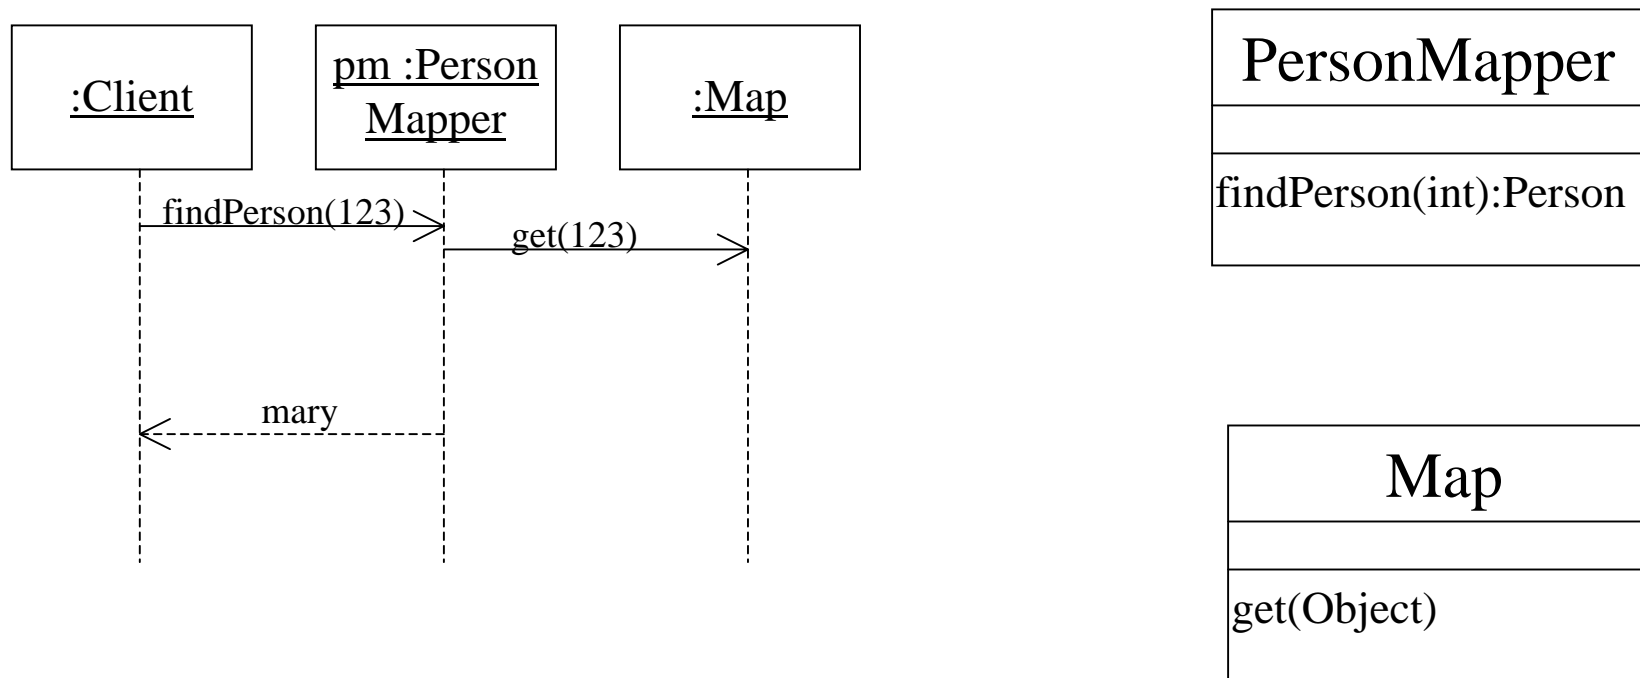 :Client
pm :Person
Mapper
:Map
findPerson(123)
get(123)
mary
PersonMapper
findPerson(int):Person
Map
get(Object)